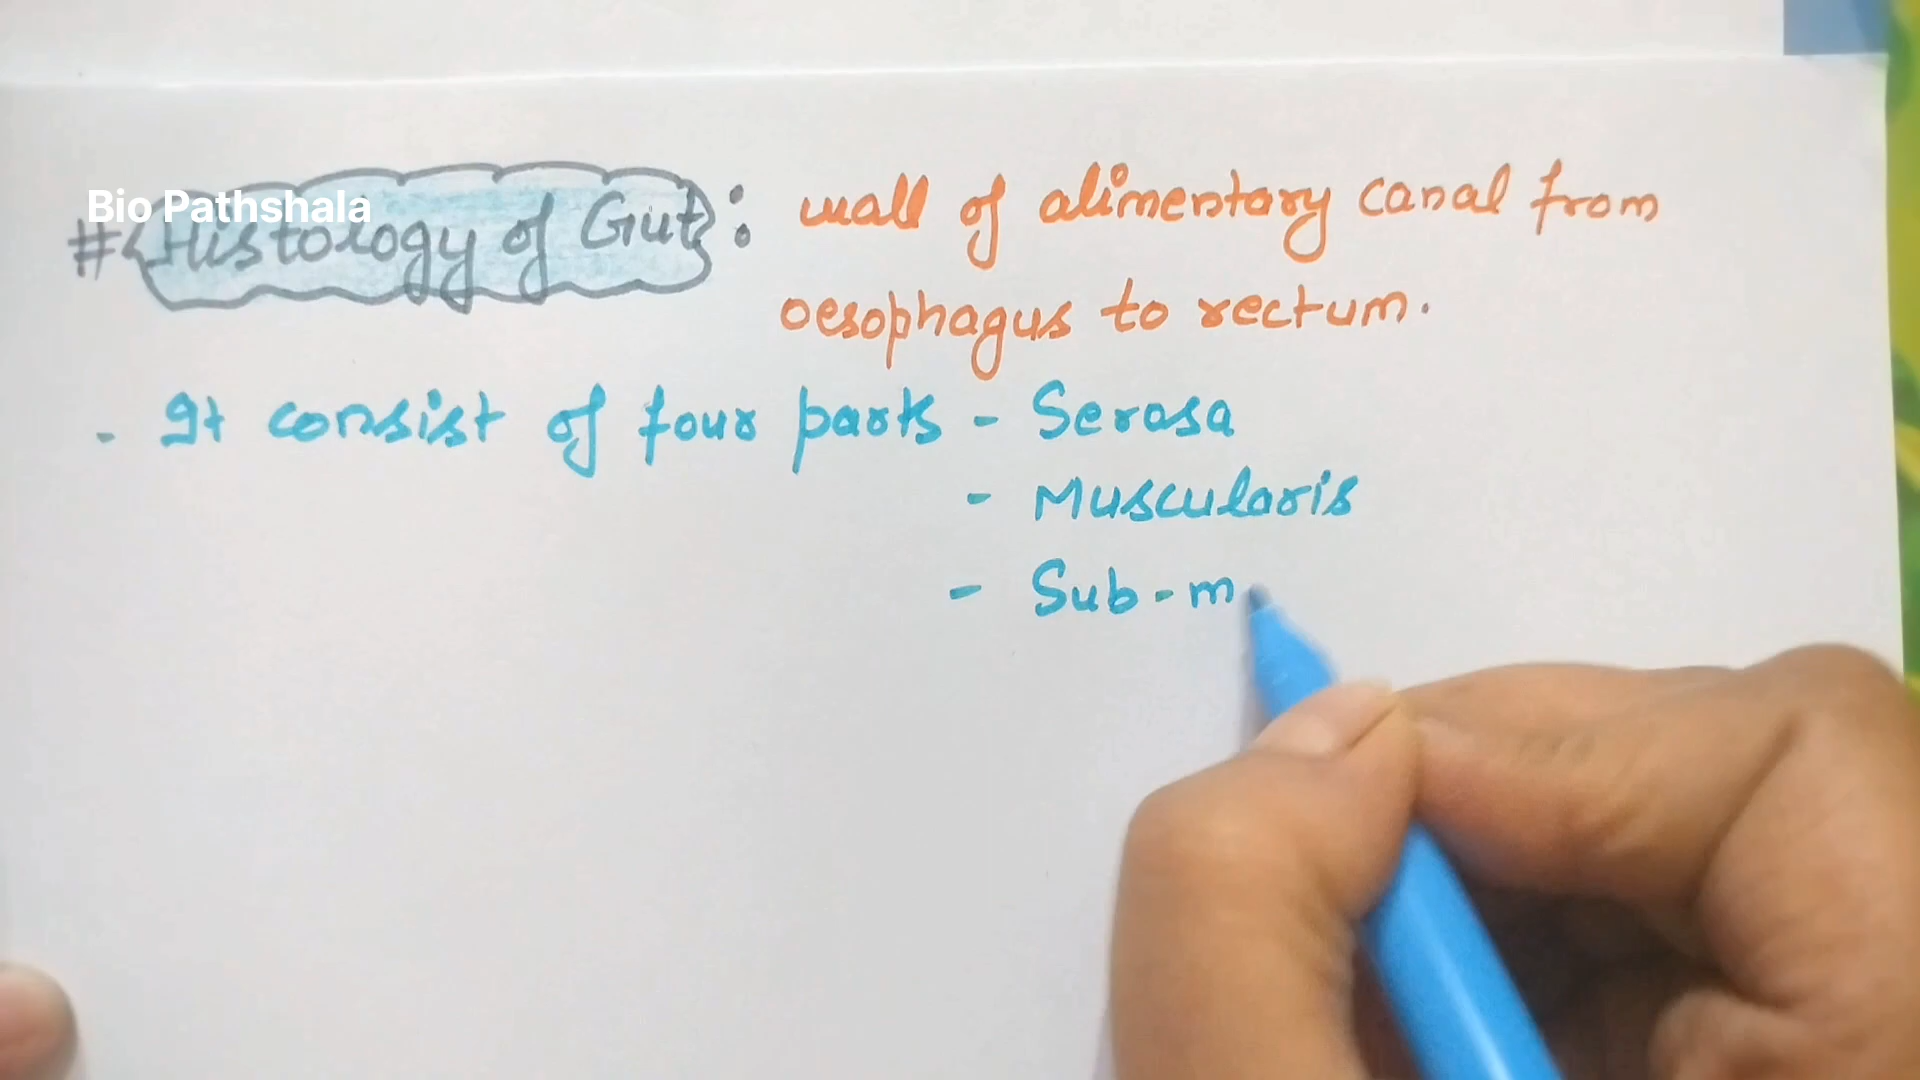 Bio Pathshala
# Histology of Gut : wall of alimentary canal from
oesophagus to rectum.
- It consist of four parts - Serosa
- Muscularis
- Sub-m